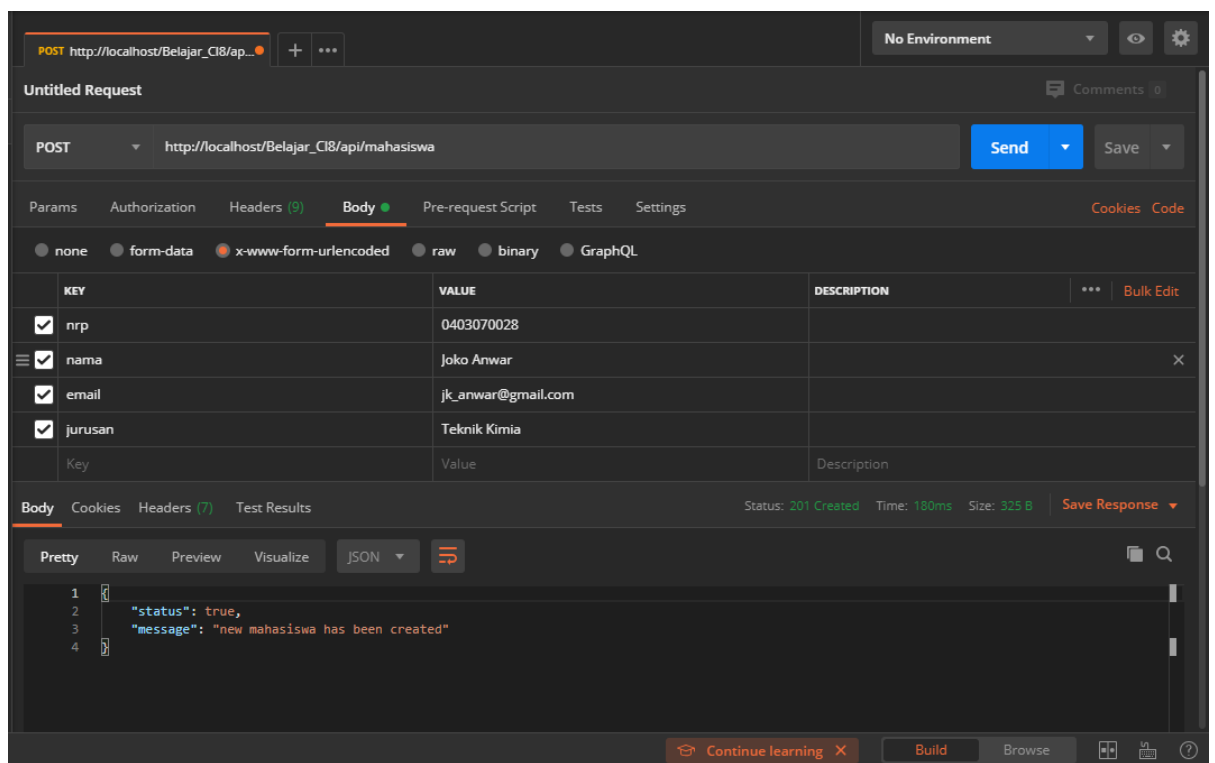 POST http://localhost/Belajar_CI8/ap... + ••• No Environment
Untitled Request Comments 0
POST http://localhost/Belajar_CI8/api/mahasiswa Send Save
Params Authorization Headers (9) Body Pre-request Script Tests Settings Cookies Code
none form-data x-www-form-urlencoded raw binary GraphQL
KEY VALUE DESCRIPTION ••• Bulk Edit
nrp 0403070028
nama Joko Anwar
email jk_anwar@gmail.com
jurusan Teknik Kimia
Key Value Description
Body Cookies Headers (7) Test Results Status: 201 Created Time: 180ms Size: 325 B Save Response
Pretty Raw Preview Visualize JSON
1 {
2 "status": true,
3 "message": "new mahasiswa has been created"
4 }
Continue learning X Build Browse ?